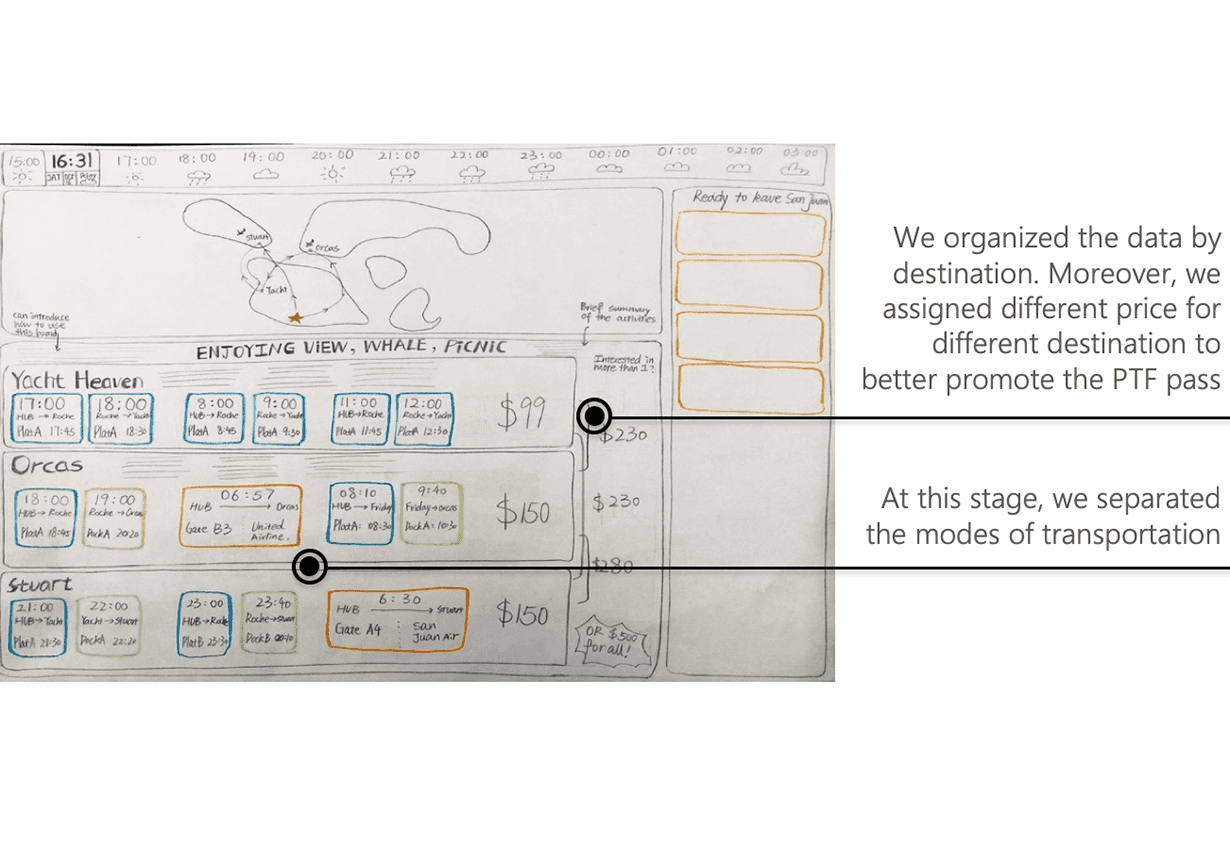 15:00 16:31 17:00 18:00 19:00 20:00 21:00 22:00 23:00 00:00 01:00 02:00 03:00
SAT OCT
Ready to leave San Juan
Stuart
Orcas
Yacht
can introduce
how to use
this board
Brief summary
of the activities
ENJOYING VIEW, WHALE, PICNIC
Interested in
more than 1?
Yacht Heaven
17:00 18:00 8:00 9:00 11:00 12:00
HUB → Roche Roche → Yacht HUB → Roche Roche → Yacht HUB → Roche Roche → Yacht
PlatA 17:45 PlatA 18:30 PlatA 8:45 PlatA 9:30 PlatA 11:45 PlatA 12:30
$99
$230
Orcas
18:00 19:00 06:57 08:10 9:40
HUB → Roche Roche → Orcas HUB → Orcas HUB → Friday Friday → Orcas
PlatA 18:45 DockA 20:20 Gate B3 United Airline. PlatA: 08:30 DockA: 10:30
$150
$230
$280
Stuart
21:00 22:00 23:00 23:40 6:30
HUB → Yacht Yacht → Stuart HUB → Roche Roche → Stuart HUB → Stuart
PlatA 21:30 DockA 22:20 PlatB 23:30 DockB Gate A4 San Juan Air
$150
OR $500
for all!
We organized the data by
destination. Moreover, we
assigned different price for
different destination to
better promote the PTF pass
At this stage, we separated
the modes of transportation